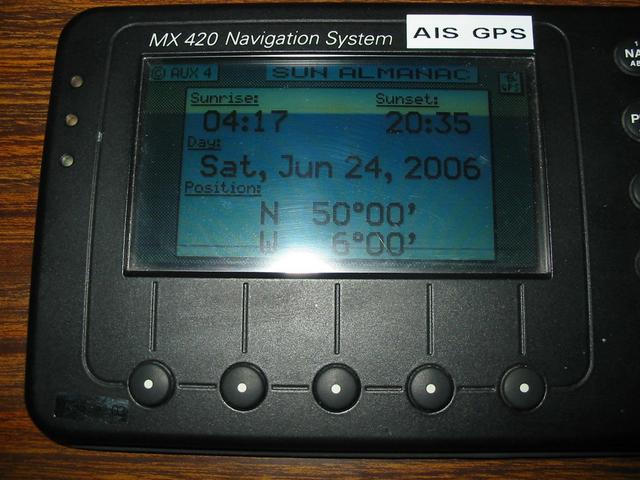 MX 420 Navigation System
AIS GPS
AUX 4
SUN ALMANAC
Sunrise: Sunset:
04:17 20:35
Day:
Sat, Jun 24, 2006
Position:
N 50°00'
W 6°00'